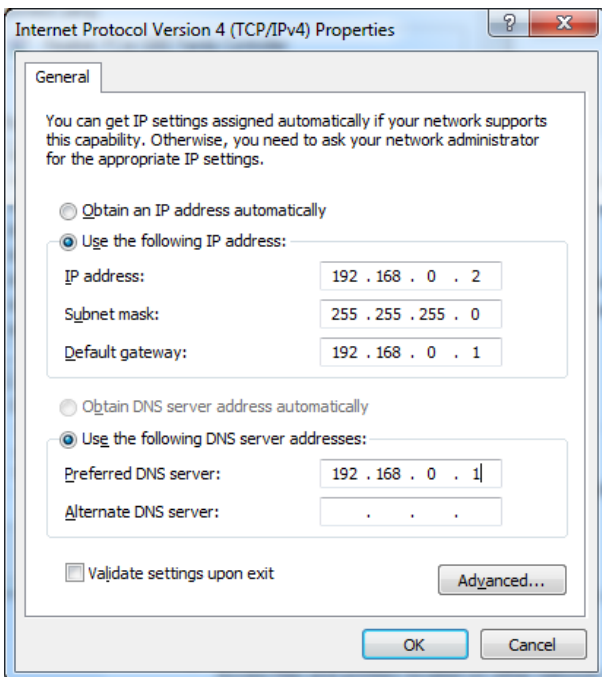 Internet Protocol Version 4 (TCP/IPv4) Properties
General
You can get IP settings assigned automatically if your network supports
this capability. Otherwise, you need to ask your network administrator
for the appropriate IP settings.
Obtain an IP address automatically
Use the following IP address:
IP address: 192 . 168 . 0 . 2
Subnet mask: 255 . 255 . 255 . 0
Default gateway: 192 . 168 . 0 . 1
Obtain DNS server address automatically
Use the following DNS server addresses:
Preferred DNS server: 192 . 168 . 0 . 1
Alternate DNS server: . . .
Validate settings upon exit
Advanced...
OK Cancel